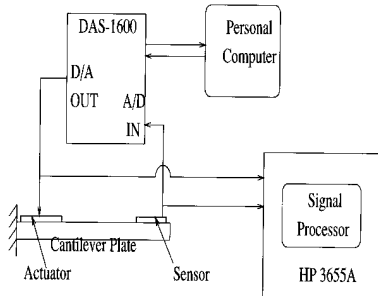 DAS-1600
Personal
Computer
D/A
OUT
A/D
IN
Signal
Processor
Cantilever Plate
Actuator
Sensor
HP 3655A